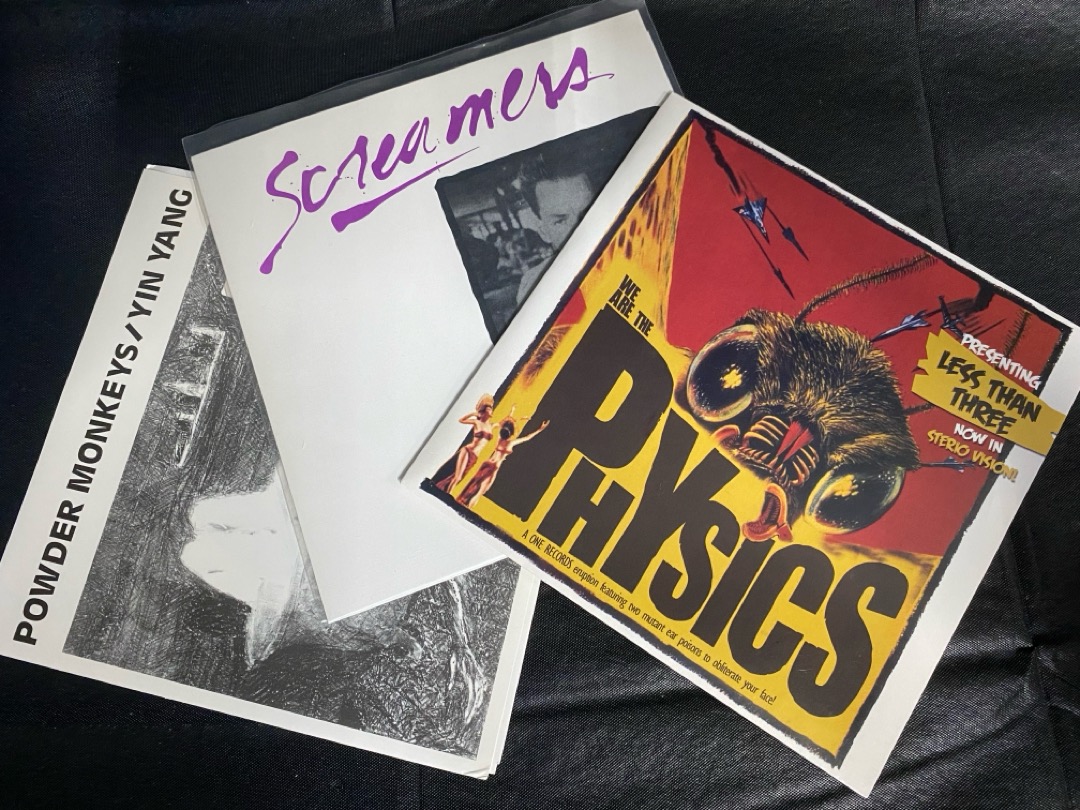 POWDER MONKEYS/YIN YANG
Screamers
WE
ARE THE
PHYSICS
PRESENTING
LESS THAN
THREE
NOW IN
STERIO VISION!
A ONE RECORDS eruption featuring two mutant ear poisons to obliterate your face!